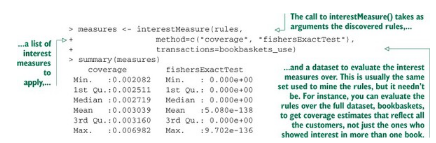 The call to interestMeasure() takes as
arguments the discovered rules,...
> measures <- interestMeasure(rules,
+ method=c("coverage", "fishersExactTest"),
+ transactions=bookbaskets_use)
> summary(measures)
...a list of
interest
measures
to
apply,...
coverage fishersExactTest
Min. :0.002082 Min. : 0.000e+00
1st Qu.:0.002511 1st Qu.: 0.000e+00
Median :0.002719 Median : 0.000e+00
Mean :0.003039 Mean :5.080e-138
3rd Qu.:0.003160 3rd Qu.: 0.000e+00
Max. :0.006982 Max. :9.702e-136
...and a dataset to evaluate the interest
measures over. This is usually the same
set used to mine the rules, but it needn't
be. For instance, you can evaluate the
rules over the full dataset, bookbaskets,
to get coverage estimates that reflect all
the customers, not just the ones who
showed interest in more than one book.